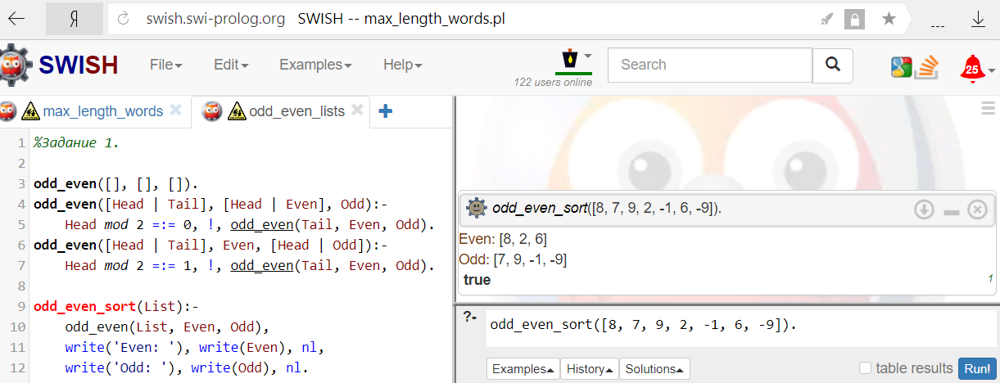 Я swish.swi-prolog.org SWISH -- max_length_words.pl ...
SWISH File Edit Examples Help 122 users online Search 25
max_length_words odd_even_lists
1 %Задание 1.
2
3 odd_even([], [], []).
4 odd_even([Head | Tail], [Head | Even], Odd):-
5 Head mod 2 =:= 0, !, odd_even(Tail, Even, Odd).
6 odd_even([Head | Tail], Even, [Head | Odd]):-
7 Head mod 2 =:= 1, !, odd_even(Tail, Even, Odd).
8
9 odd_even_sort(List):-
10 odd_even(List, Even, Odd),
11 write('Even: '), write(Even), nl,
12 write('Odd: '), write(Odd), nl.
odd_even_sort([8, 7, 9, 2, -1, 6, -9]).
Even: [8, 2, 6]
Odd: [7, 9, -1, -9]
true 1
?- odd_even_sort([8, 7, 9, 2, -1, 6, -9]).
Examples History Solutions table results Run!